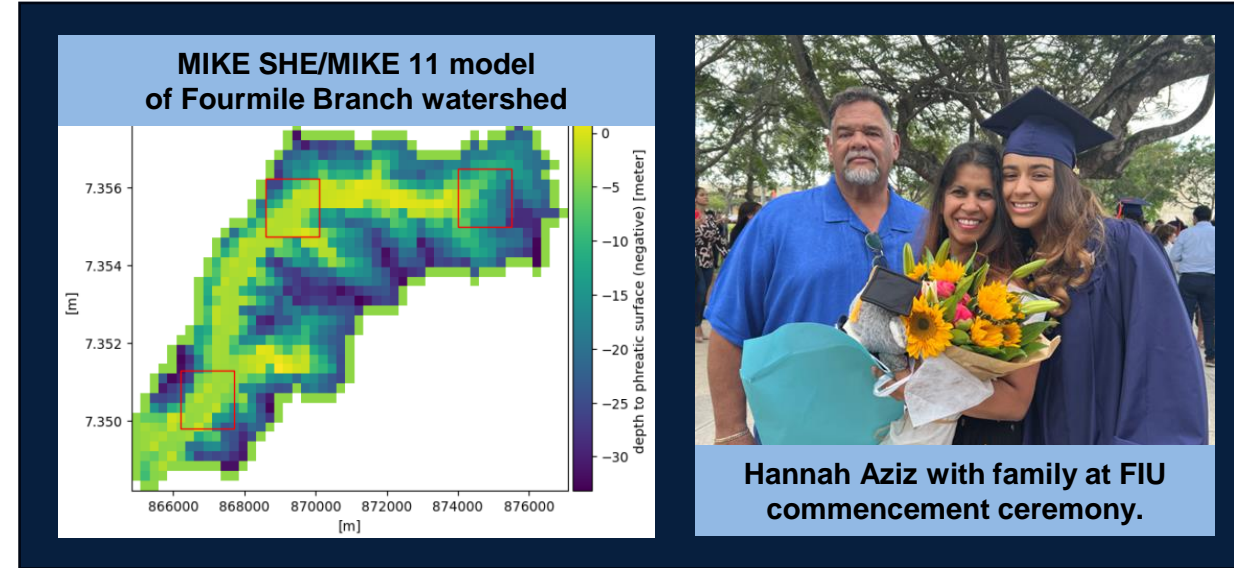 MIKE SHE/MIKE 11 model
of Fourmile Branch watershed
7.356
7.354
7.352
7.350
[m]
866000 868000 870000 872000 874000 876000
[m]
0
−5
−10
−15
−20
−25
−30
depth to phreatic surface (negative) [meter]
Hannah Aziz with family at FIU
commencement ceremony.